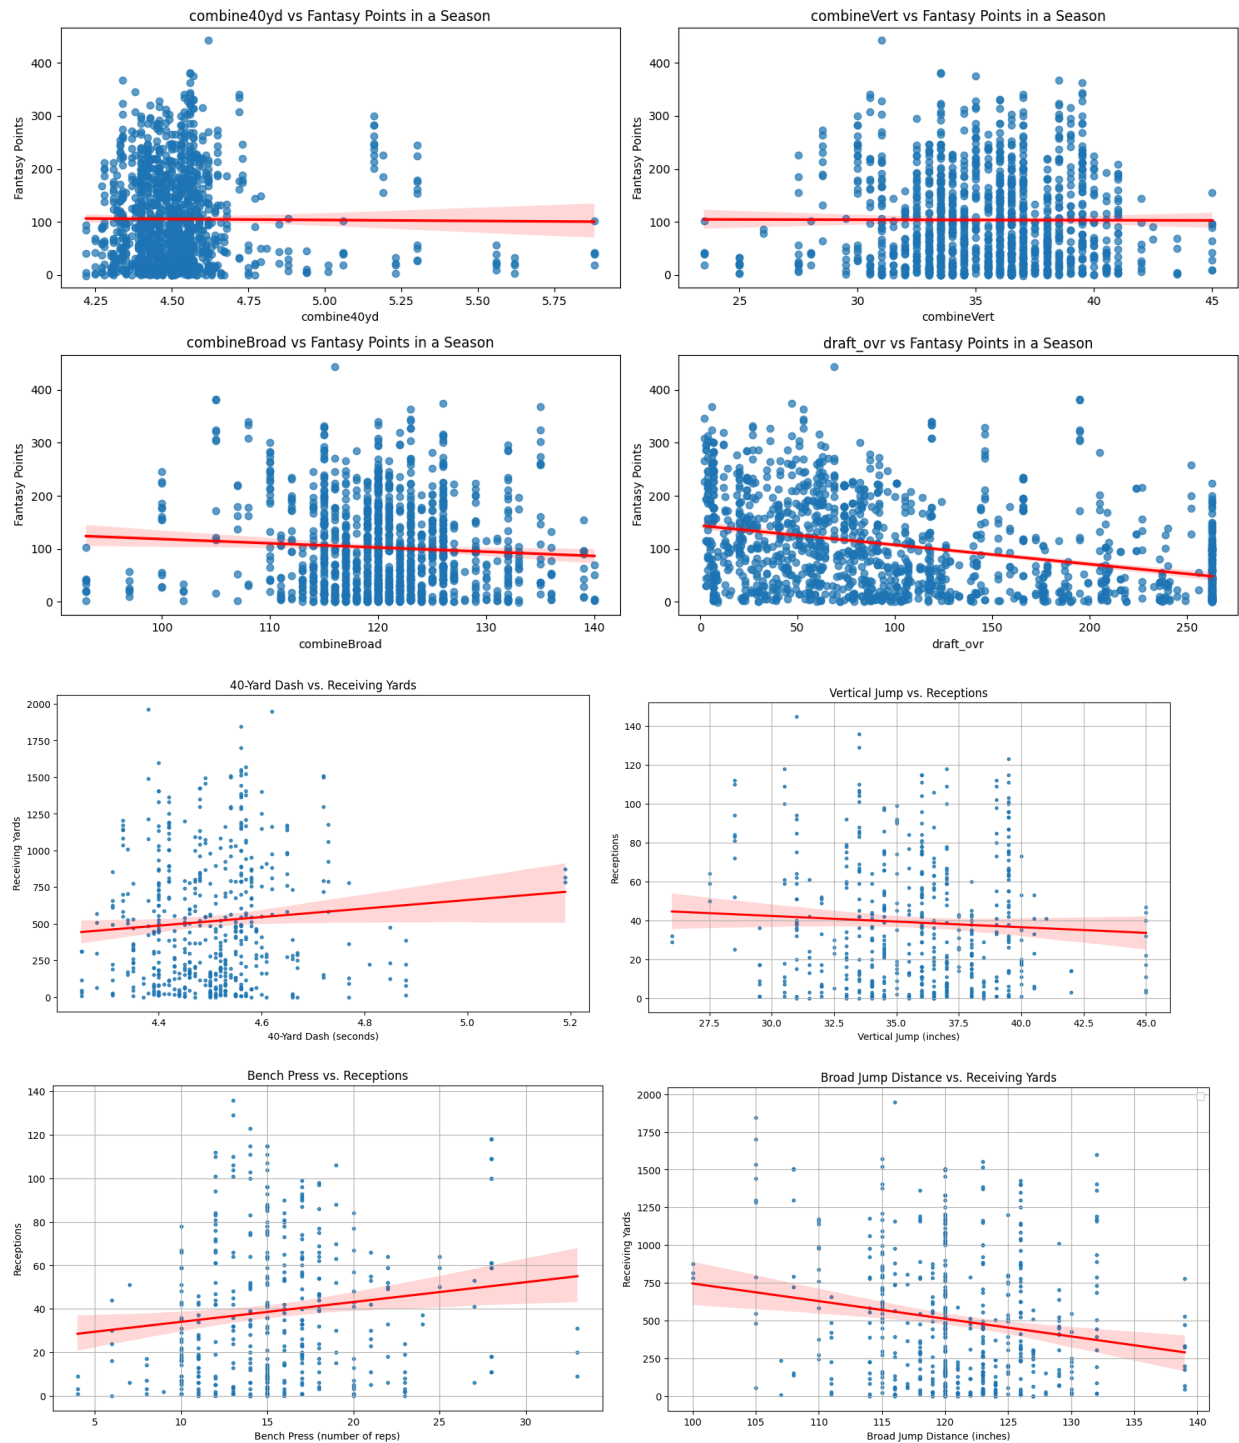 combine40yd vs Fantasy Points in a Season
Fantasy Points
400
300
200
100
0
4.25 4.50 4.75 5.00 5.25 5.50 5.75
combine40yd
combineVert vs Fantasy Points in a Season
Fantasy Points
400
300
200
100
0
25 30 35 40 45
combineVert
combineBroad vs Fantasy Points in a Season
Fantasy Points
400
300
200
100
0
100 110 120 130 140
combineBroad
draft_ovr vs Fantasy Points in a Season
Fantasy Points
400
300
200
100
0
0 50 100 150 200 250
draft_ovr
40-Yard Dash vs. Receiving Yards
Receiving Yards
2000
1750
1500
1250
1000
750
500
250
0
4.4 4.6 4.8 5.0 5.2
40-Yard Dash (seconds)
Vertical Jump vs. Receptions
Receptions
140
120
100
80
60
40
20
0
27.5 30.0 32.5 35.0 37.5 40.0 42.5 45.0
Vertical Jump (inches)
Bench Press vs. Receptions
Receptions
140
120
100
80
60
40
20
0
5 10 15 20 25 30
Bench Press (number of reps)
Broad Jump Distance vs. Receiving Yards
Receiving Yards
2000
1750
1500
1250
1000
750
500
250
0
100 105 110 115 120 125 130 135 140
Broad Jump Distance (inches)